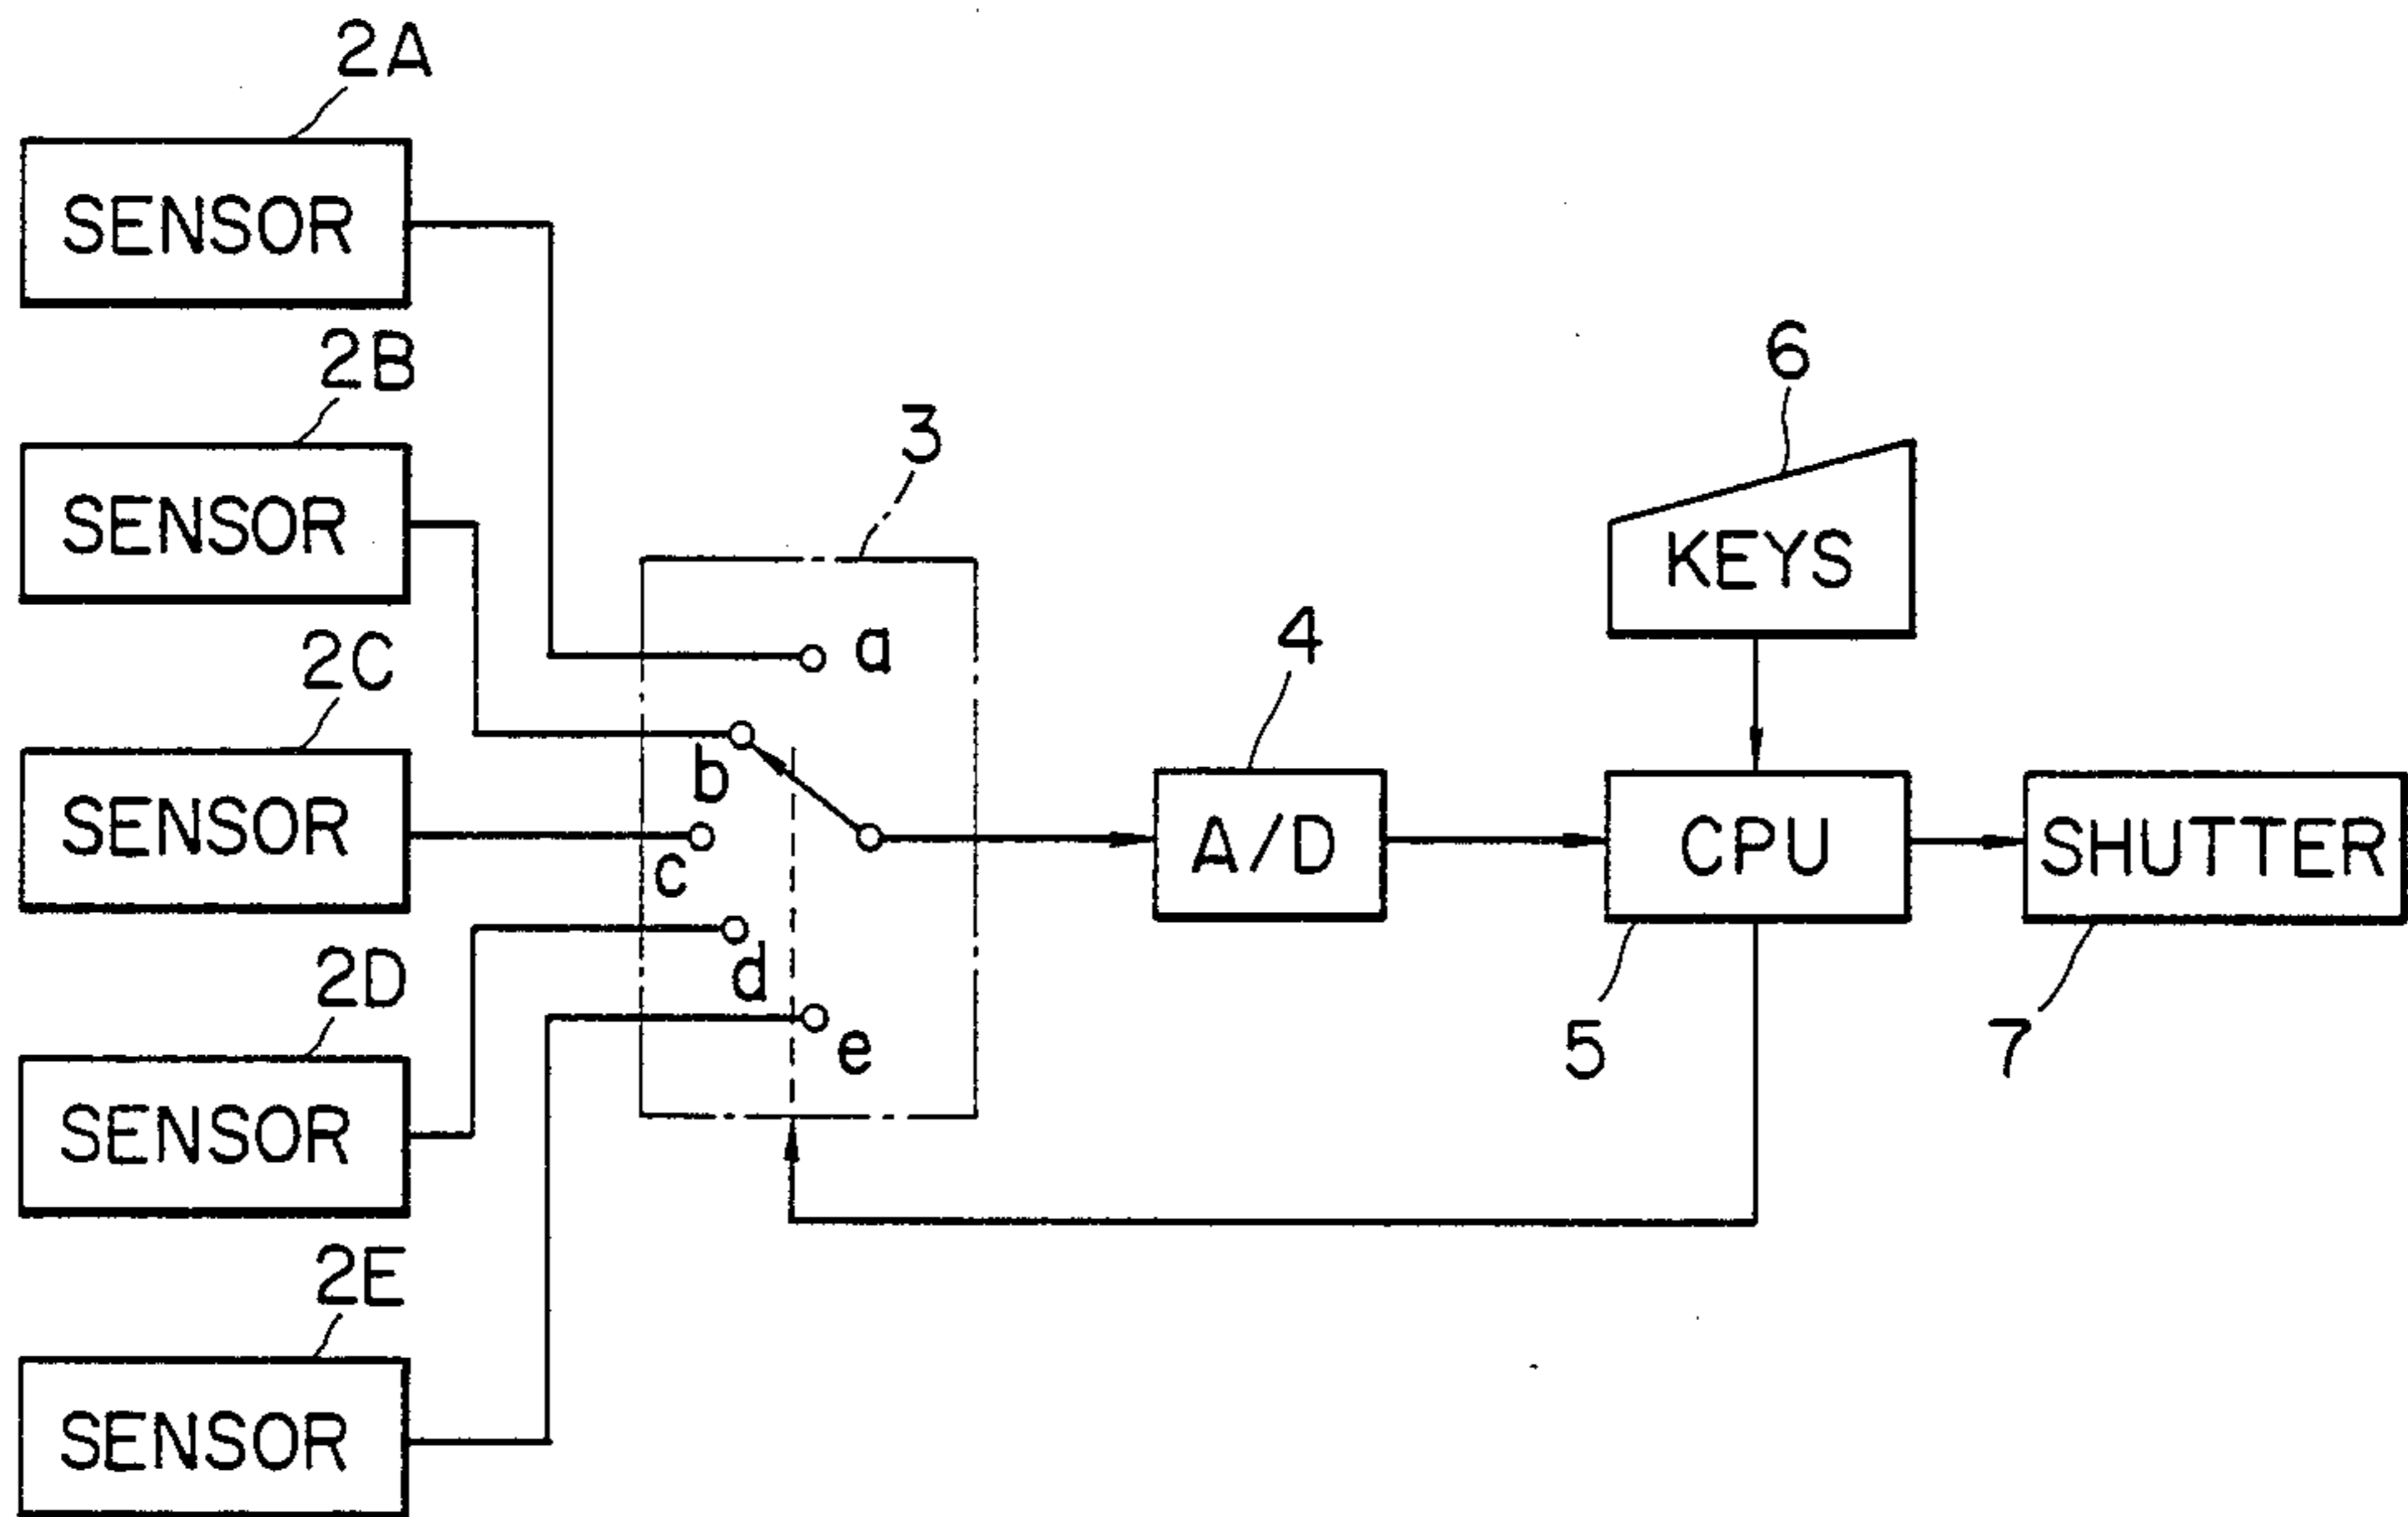 2A
SENSOR
2B
SENSOR
2C
SENSOR
2D
SENSOR
2E
SENSOR
3
a
b
c
d
e
4
A/D
6
KEYS
CPU
5
SHUTTER
7